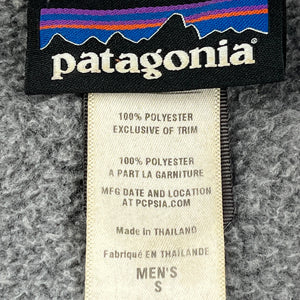 patagonia
100% POLYESTER
EXCLUSIVE OF TRIM
100% POLYESTER
A PART LA GARNITURE
MFG DATE AND LOCATION
AT PCPSIA.COM
Made in THAILAND
Fabriqué EN THAÏLANDE
MEN'S
S